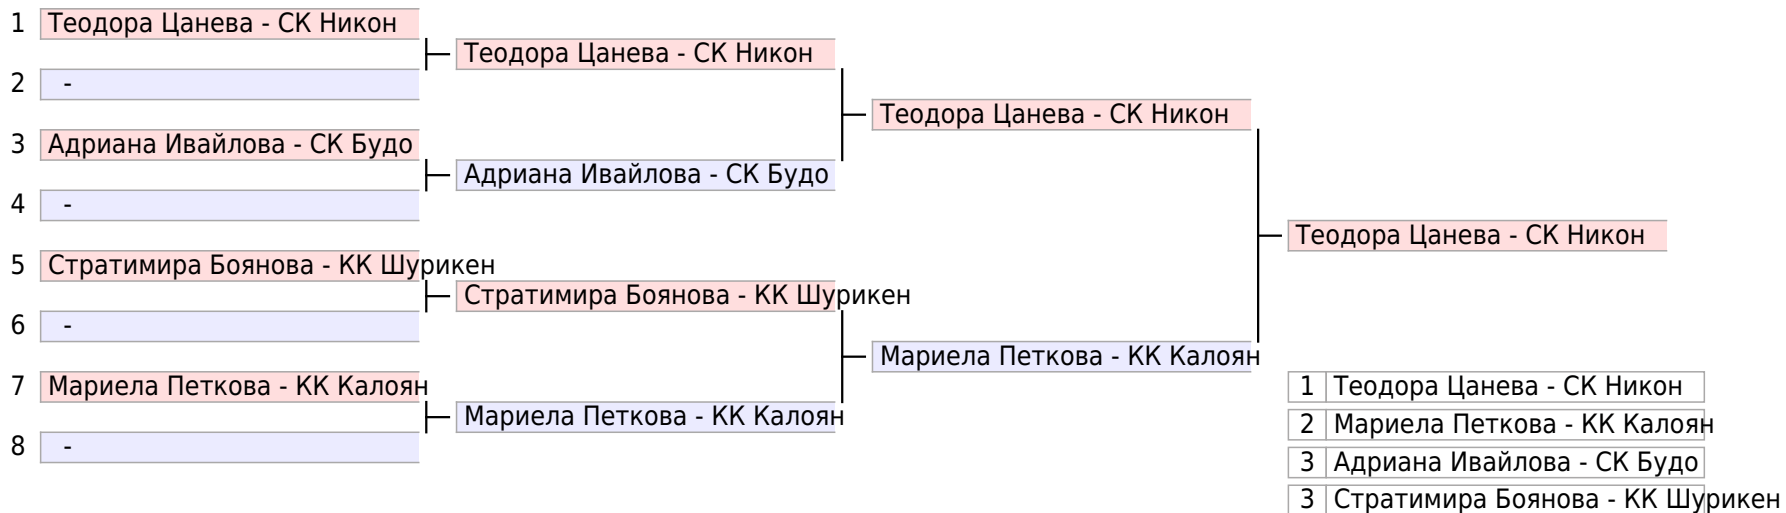 1 Теодора Цанева - СК Никон
2 -
3 Адриана Ивайлова - СК Будо
4 -
5 Стратимира Боянова - КК Шурикен
6 -
7 Мариела Петкова - КК Калоян
8 -
Теодора Цанева - СК Никон
Адриана Ивайлова - СК Будо
Стратимира Боянова - КК Шурикен
Мариела Петкова - КК Калоян
Теодора Цанева - СК Никон
Мариела Петкова - КК Калоян
Теодора Цанева - СК Никон
1 Теодора Цанева - СК Никон
2 Мариела Петкова - КК Калоян
3 Адриана Ивайлова - СК Будо
3 Стратимира Боянова - КК Шурикен